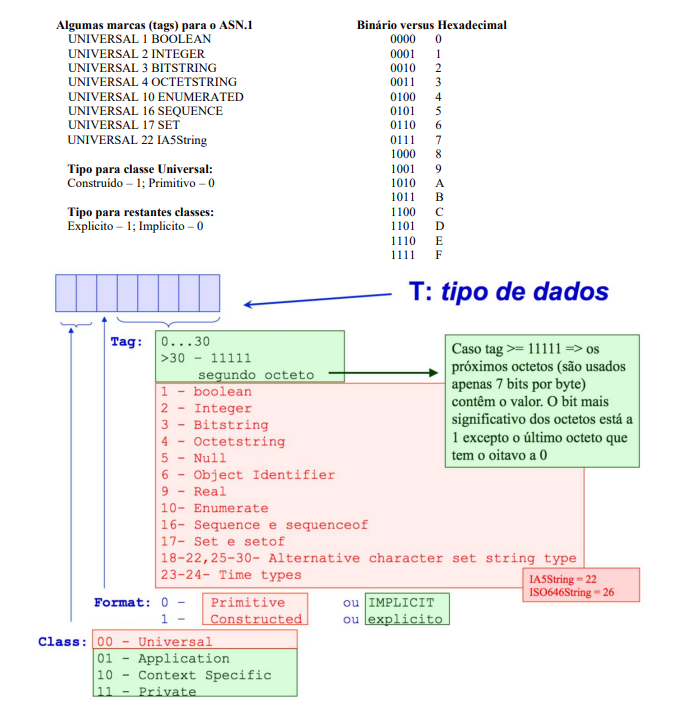 Algumas marcas (tags) para o ASN.1
UNIVERSAL 1 BOOLEAN
UNIVERSAL 2 INTEGER
UNIVERSAL 3 BITSTRING
UNIVERSAL 4 OCTETSTRING
UNIVERSAL 10 ENUMERATED
UNIVERSAL 16 SEQUENCE
UNIVERSAL 17 SET
UNIVERSAL 22 IA5String
Tipo para classe Universal:
Construído – 1; Primitivo – 0
Tipo para restantes classes:
Explicito – 1; Implicito – 0
Binário versus Hexadecimal
0000 0
0001 1
0010 2
0011 3
0100 4
0101 5
0110 6
0111 7
1000 8
1001 9
1010 A
1011 B
1100 C
1101 D
1110 E
1111 F
T: tipo de dados
Tag: 0...30
>30 – 11111
segundo octeto
Caso tag >= 11111 => os
próximos octetos (são usados
apenas 7 bits por byte)
contêm o valor. O bit mais
significativo dos octetos está a
1 excepto o último octeto que
tem o oitavo a 0
1 – boolean
2 – Integer
3 – Bitstring
4 – Octetstring
5 – Null
6 – Object Identifier
9 – Real
10– Enumerate
16– Sequence e sequenceof
17– Set e setof
18-22,25-30- Alternative character set string type
23-24- Time types
IA5String = 22
ISO646String = 26
Format: 0 – Primitive ou IMPLICIT
1 – Constructed ou explicito
Class: 00 – Universal
01 – Application
10 – Context Specific
11 – Private